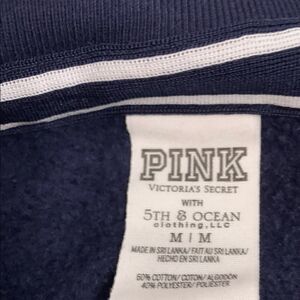 PINK
VICTORIA'S SECRET
WITH
5TH & OCEAN
clothing, LLC
M | M
MADE IN SRI LANKA/ FAIT AU SRI LANKA/
HECHO EN SRI LANKA
60% COTTON/ COTON/ ALGODÓN
40% POLYESTER/ POLIESTER